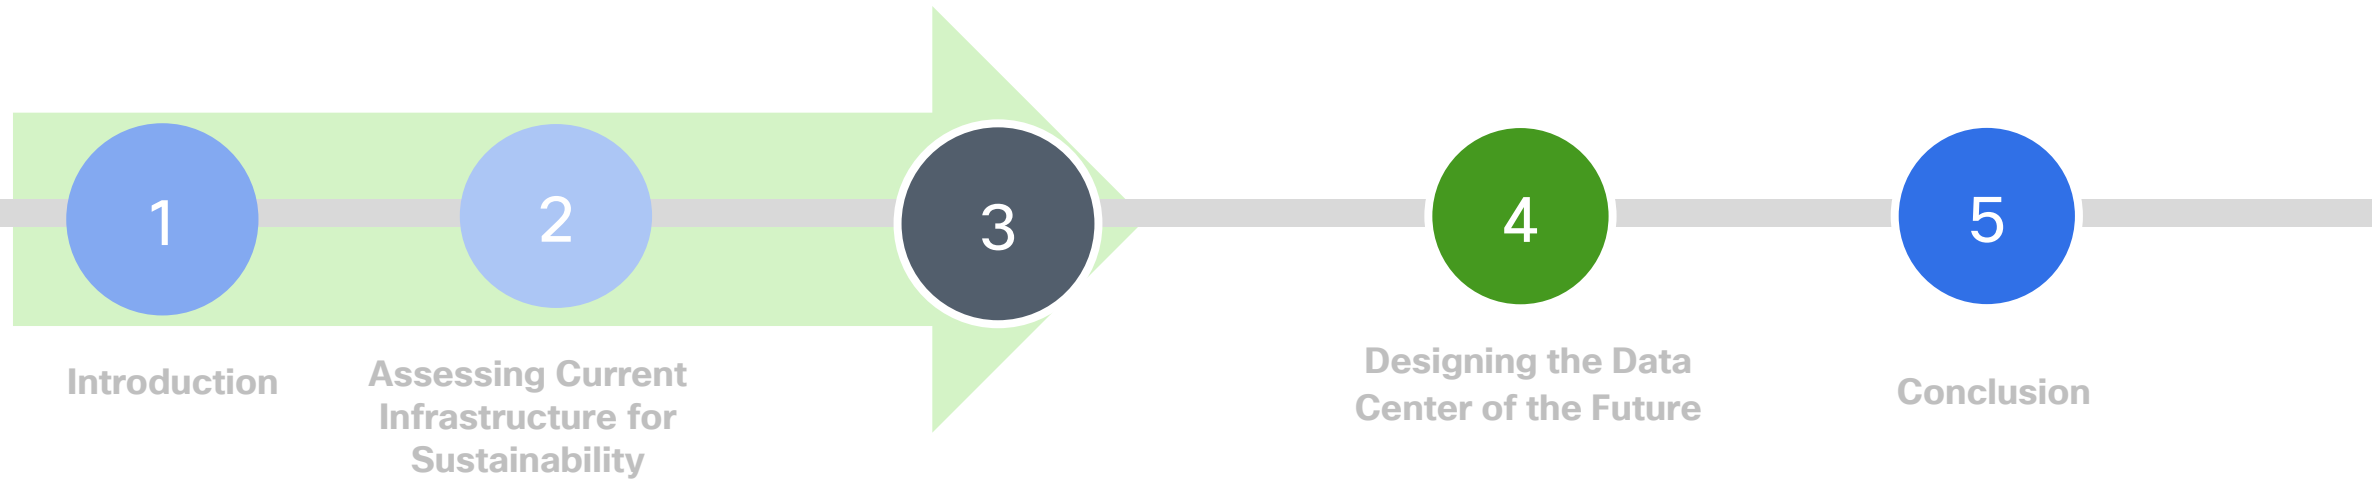 1
2
3
4
5
Introduction
Assessing Current
Infrastructure for
Sustainability
Designing the Data
Center of the Future
Conclusion